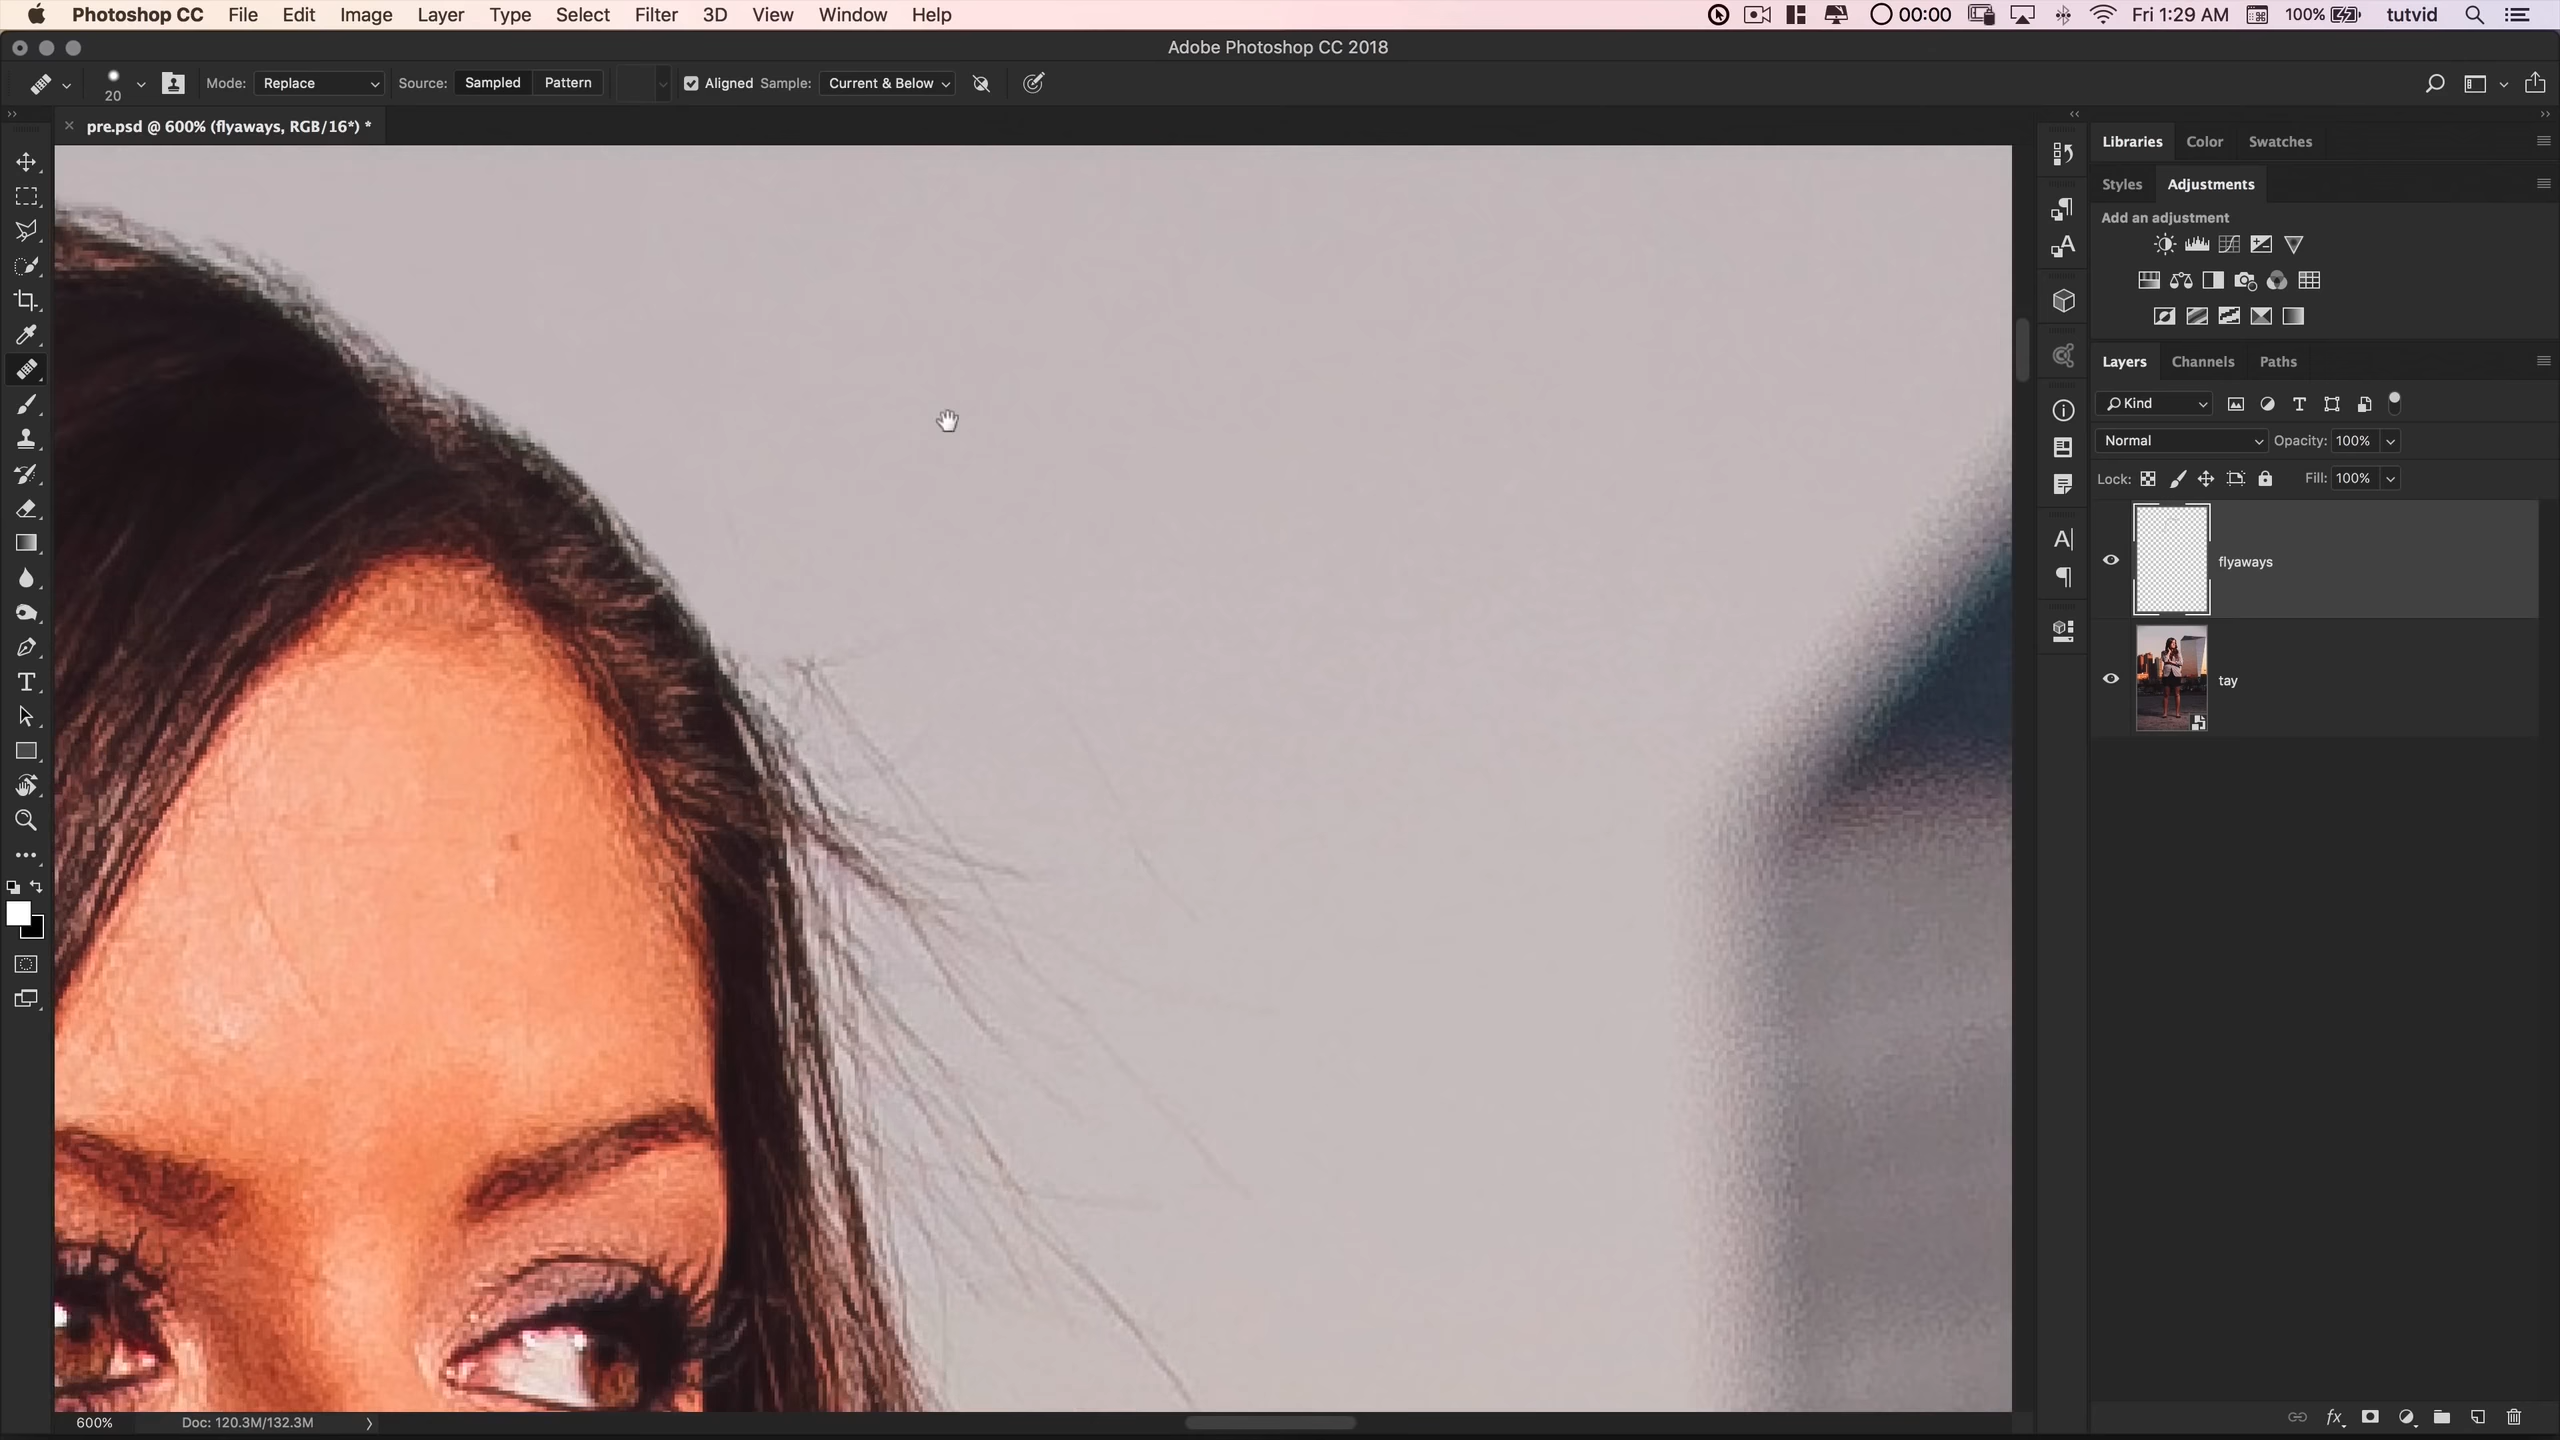 Photoshop CC File Edit Image Layer Type Select Filter 3D View Window Help 00:00 Fri 1:29 AM 100% tutvid
Adobe Photoshop CC 2018
20 Mode: Replace Source: Sampled Pattern Aligned Sample: Current & Below
pre.psd @ 600% (flyaways, RGB/16*) *
Libraries Color Swatches
Styles Adjustments
Add an adjustment
Layers Channels Paths
Kind
Normal Opacity: 100%
Lock: Fill: 100%
flyaways
tay
600% Doc: 120.3M/132.3M